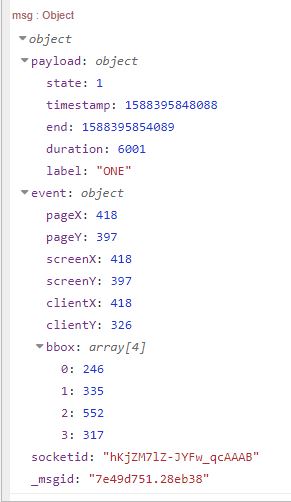 msg : Object
object
payload: object
state: 1
timestamp: 1588395848088
end: 1588395854089
duration: 6001
label: "ONE"
event: object
pageX: 418
pageY: 397
screenX: 418
screenY: 397
clientX: 418
clientY: 326
bbox: array[4]
0: 246
1: 335
2: 552
3: 317
socketid: "hKjZM7lZ-JYFw_qcAAAB"
_msgid: "7e49d751.28eb38"